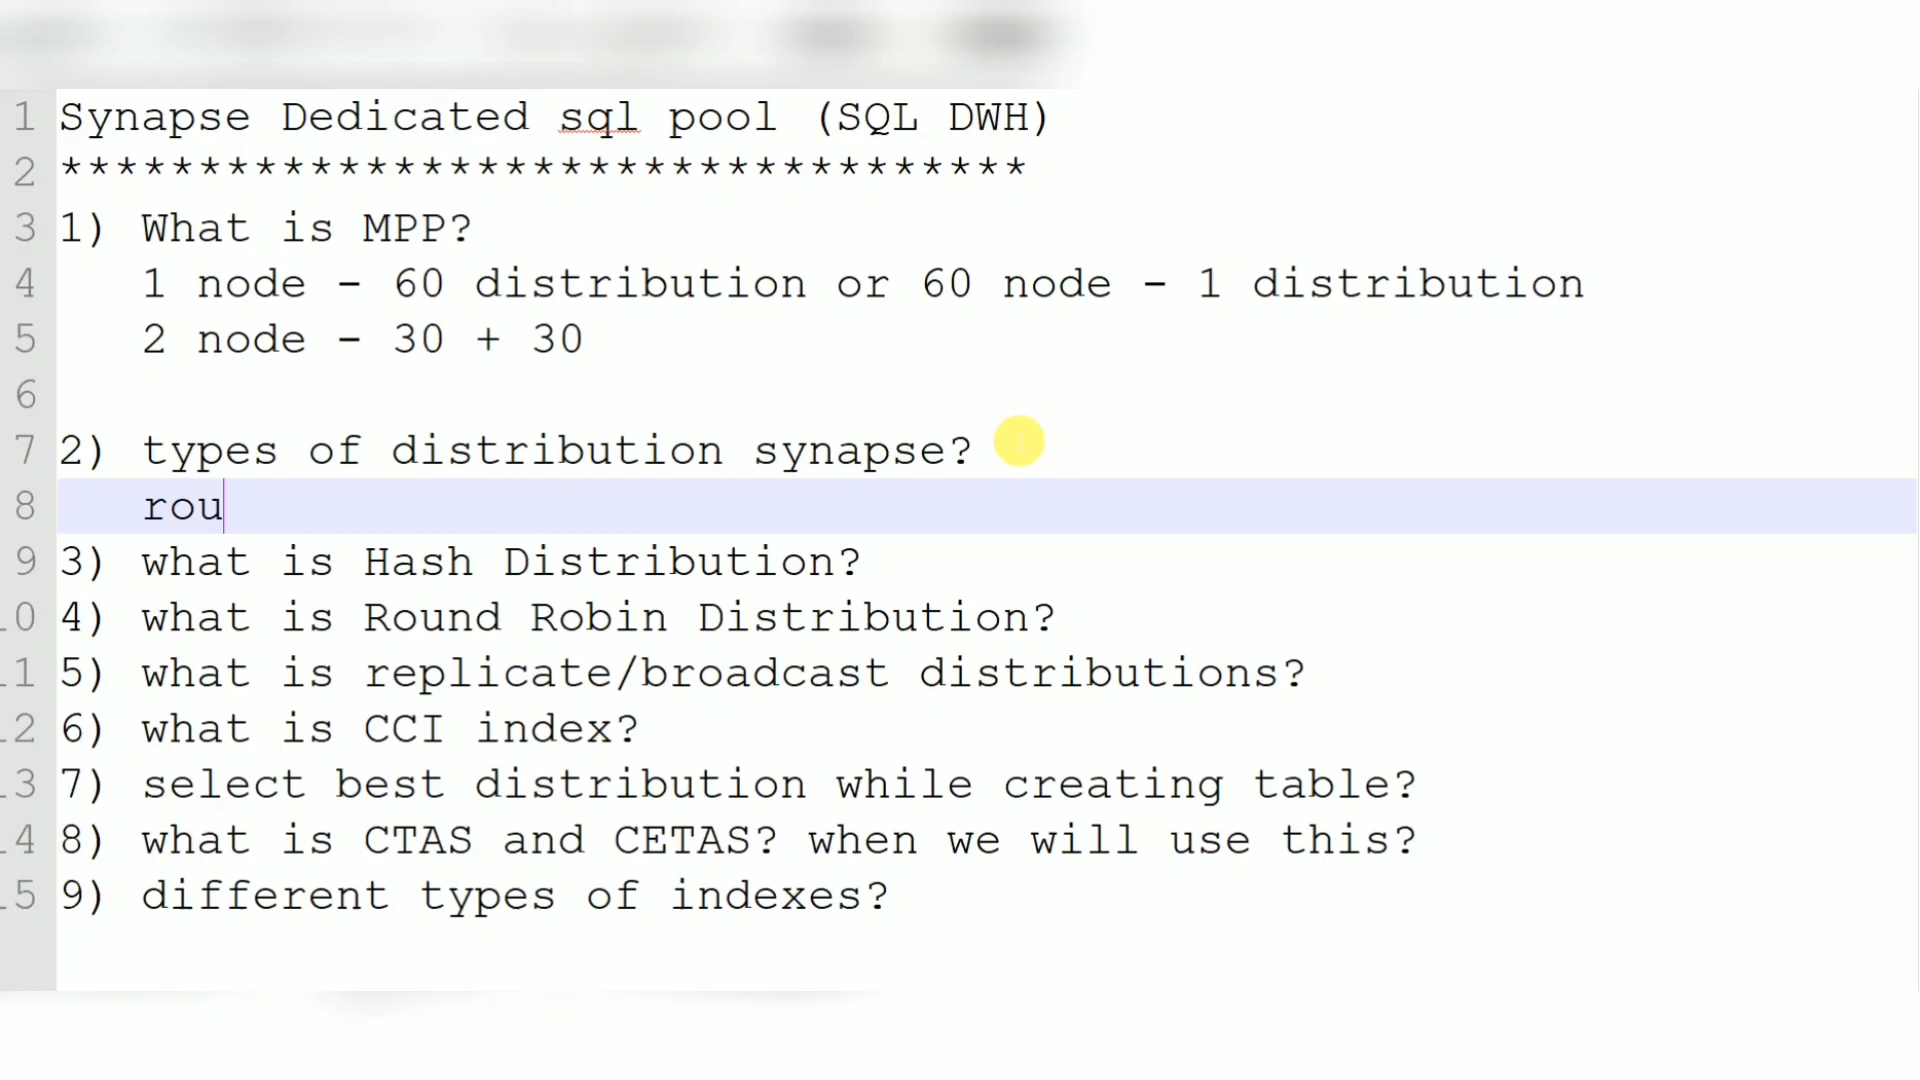 1 Synapse Dedicated sql pool (SQL DWH)
2 ***********************************
3 1) What is MPP?
4 1 node - 60 distribution or 60 node - 1 distribution
5 2 node - 30 + 30
6
7 2) types of distribution synapse?
8 rou
9 3) what is Hash Distribution?
10 4) what is Round Robin Distribution?
11 5) what is replicate/broadcast distributions?
12 6) what is CCI index?
13 7) select best distribution while creating table?
14 8) what is CTAS and CETAS? when we will use this?
15 9) different types of indexes?